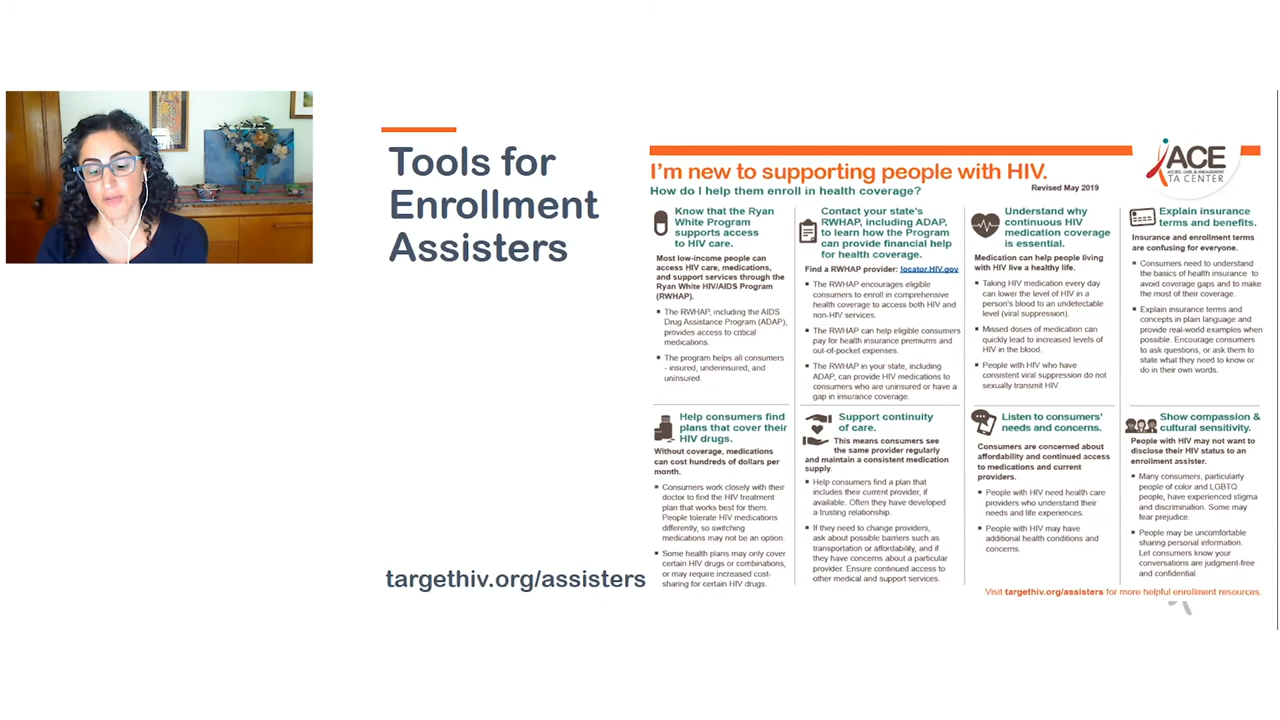 Tools for
Enrollment
Assisters
targethiv.org/assisters
I'm new to supporting people with HIV.
How do I help them enroll in health coverage?
Revised May 2019
ACE
ACCESS, CARE & ENGAGEMENT
TA CENTER
Know that the Ryan
White Program
supports access
to HIV care.
Most low-income people can
access HIV care, medications,
and support services through the
Ryan White HIV/AIDS Program
(RWHAP).
▪ The RWHAP, including the AIDS
Drug Assistance Program (ADAP),
provides access to critical
medications.
▪ The program helps all consumers
- insured, underinsured, and
uninsured.
Contact your state's
RWHAP, including ADAP,
to learn how the Program
can provide financial help
for health coverage.
Find a RWHAP provider: locator.HIV.gov
▪ The RWHAP encourages eligible
consumers to enroll in comprehensive
health coverage to access both HIV and
non-HIV services.
▪ The RWHAP can help eligible consumers
pay for health insurance premiums and
out-of-pocket expenses.
▪ The RWHAP in your state, including
ADAP, can provide HIV medications to
consumers who are uninsured or have a
gap in insurance coverage.
Understand why
continuous HIV
medication coverage
is essential.
Medication can help people living
with HIV live a healthy life.
▪ Taking HIV medication every day
can lower the level of HIV in a
person's blood to an undetectable
level (viral suppression).
▪ Missed doses of medication can
quickly lead to increased levels of
HIV in the blood.
▪ People with HIV who have
consistent viral suppression do not
sexually transmit HIV.
Explain insurance
terms and benefits.
Insurance and enrollment terms
are confusing for everyone.
▪ Consumers need to understand
the basics of health insurance to
avoid coverage gaps and to make
the most of their coverage.
▪ Explain insurance terms and
concepts in plain language and
provide real-world examples when
possible. Encourage consumers
to ask questions, or ask them to
state what they need to know or
do in their own words.
Help consumers find
plans that cover their
HIV drugs.
Without coverage, medications
can cost hundreds of dollars per
month.
▪ Consumers work closely with their
doctor to find the HIV treatment
plan that works best for them.
People tolerate HIV medications
differently, so switching
medications may not be an option.
▪ Some health plans may only cover
certain HIV drugs or combinations,
or may require increased cost-
sharing for certain HIV drugs.
Support continuity
of care.
This means consumers see
the same provider regularly
and maintain a consistent medication
supply.
▪ Help consumers find a plan that
includes their current provider, if
available. Often they have developed
a trusting relationship.
▪ If they need to change providers,
ask about possible barriers such as
transportation or affordability, and if
they have concerns about a particular
provider. Ensure continued access to
other medical and support services.
Listen to consumers'
needs and concerns.
Consumers are concerned about
affordability and continued access
to medications and current
providers.
▪ People with HIV need health care
providers who understand their
needs and life experiences.
▪ People with HIV may have
additional health conditions and
concerns.
Show compassion &
cultural sensitivity.
People with HIV may not want to
disclose their HIV status to an
enrollment assister.
▪ Many consumers, particularly
people of color and LGBTQ
people, have experienced stigma
and discrimination. Some may
fear prejudice.
▪ People may be uncomfortable
sharing personal information.
Let consumers know your
conversations are judgment-free
and confidential.
Visit targethiv.org/assisters for more helpful enrollment resources.